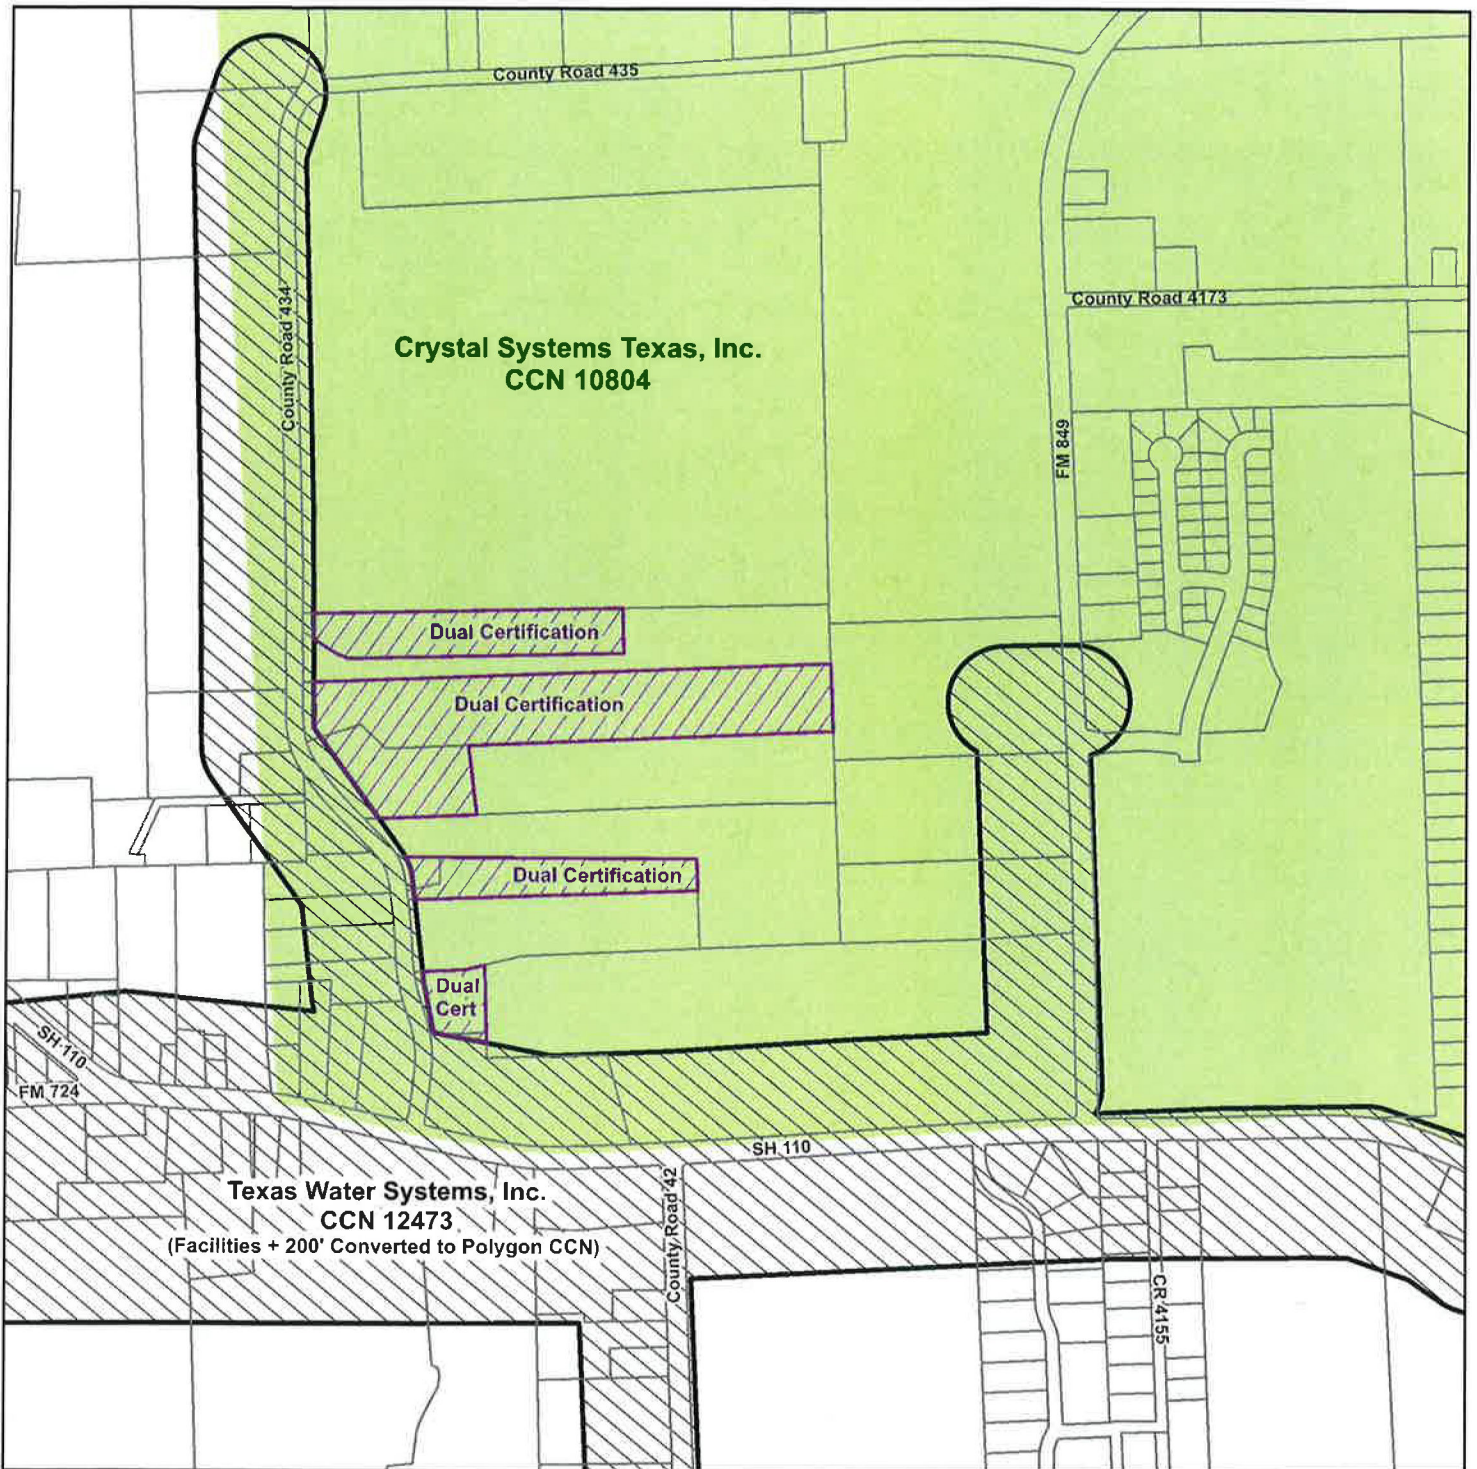 County Road 435
County Road 434
County Road 4173
Crystal Systems Texas, Inc.
CCN 10804
FM 849
Dual Certification
Dual Certification
Dual Certification
Dual
Cert
SH 110
FM 724
SH 110
Texas Water Systems, Inc.
CCN 12473
(Facilities + 200' Converted to Polygon CCN)
County Road 42
CR 4155